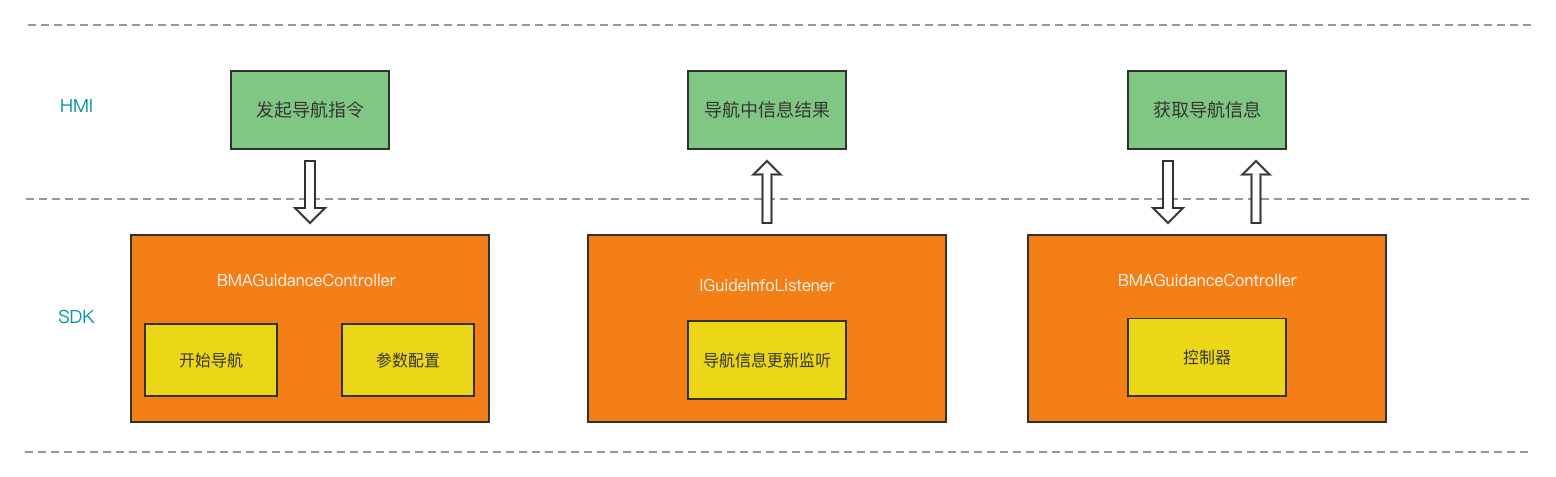 HMI
发起导航指令
导航中信息结果
获取导航信息
SDK
BMAGuidanceController
开始导航
参数配置
IGuideInfoListener
导航信息更新监听
BMAGuidanceController
控制器